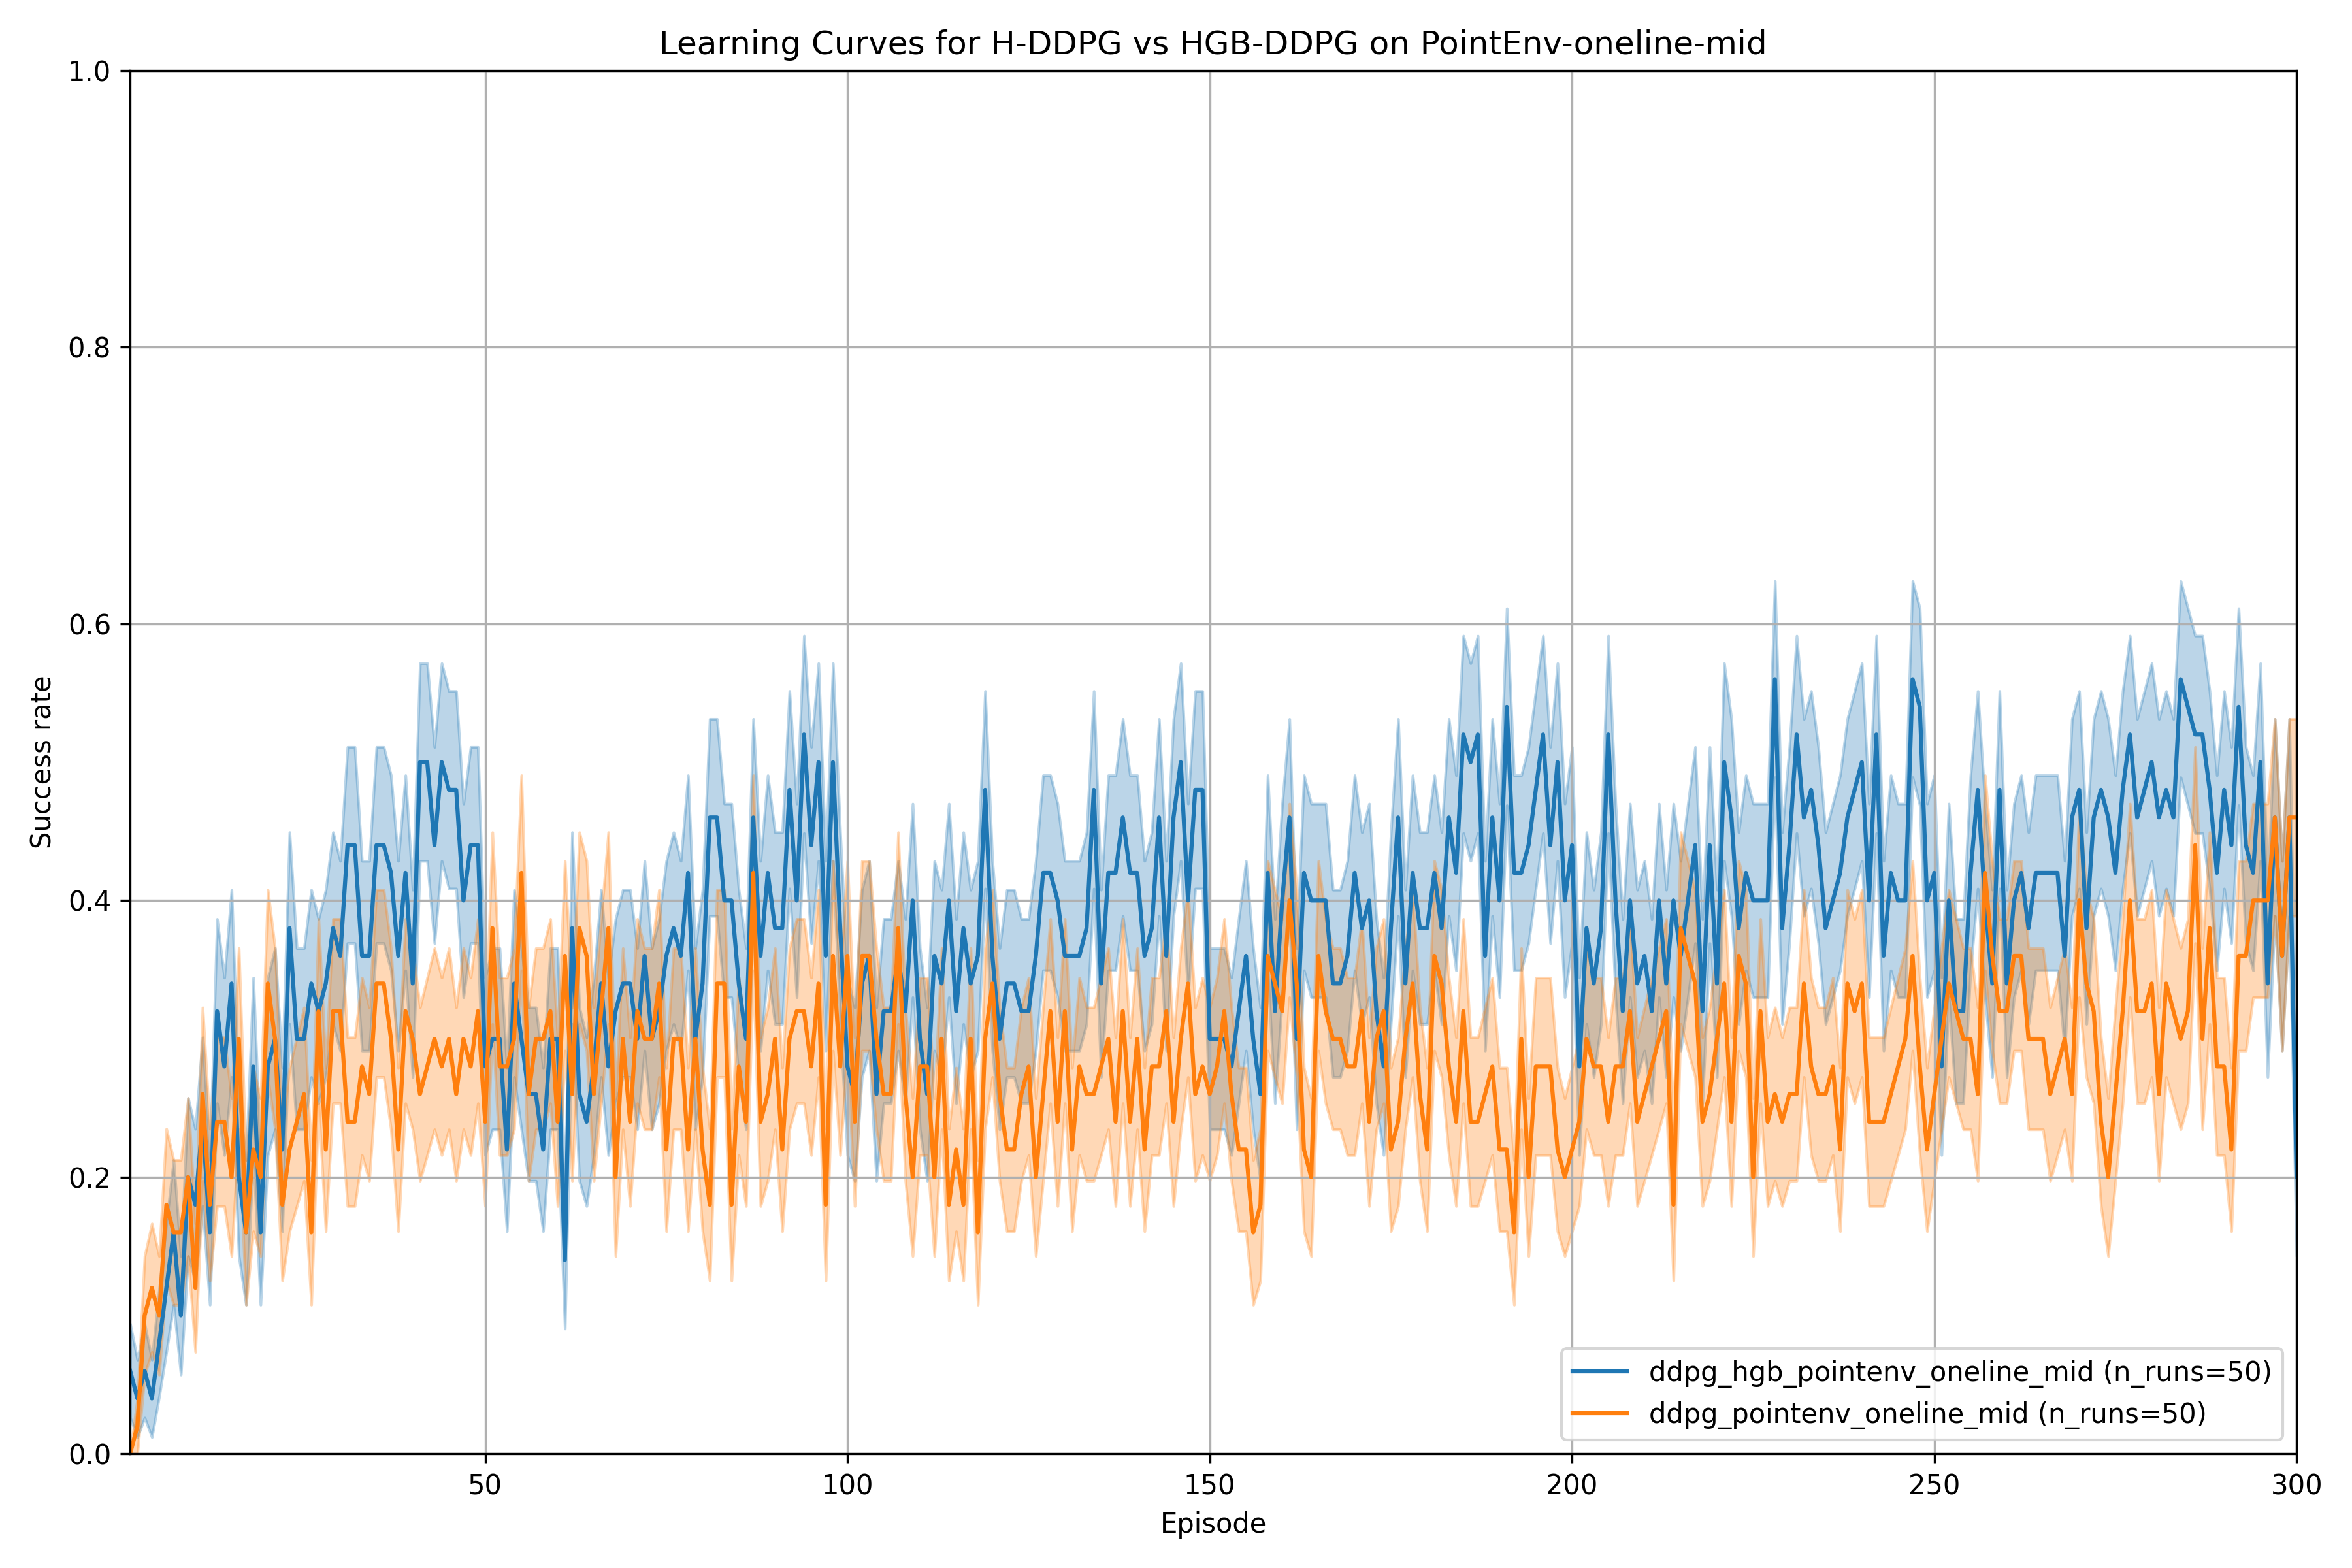 Learning Curves for H-DDPG vs HGB-DDPG on PointEnv-oneline-mid
1.0
0.8
0.6
0.4
0.2
0.0
Success rate
50
100
150
200
250
300
Episode
ddpg_hgb_pointenv_oneline_mid (n_runs=50)
ddpg_pointenv_oneline_mid (n_runs=50)